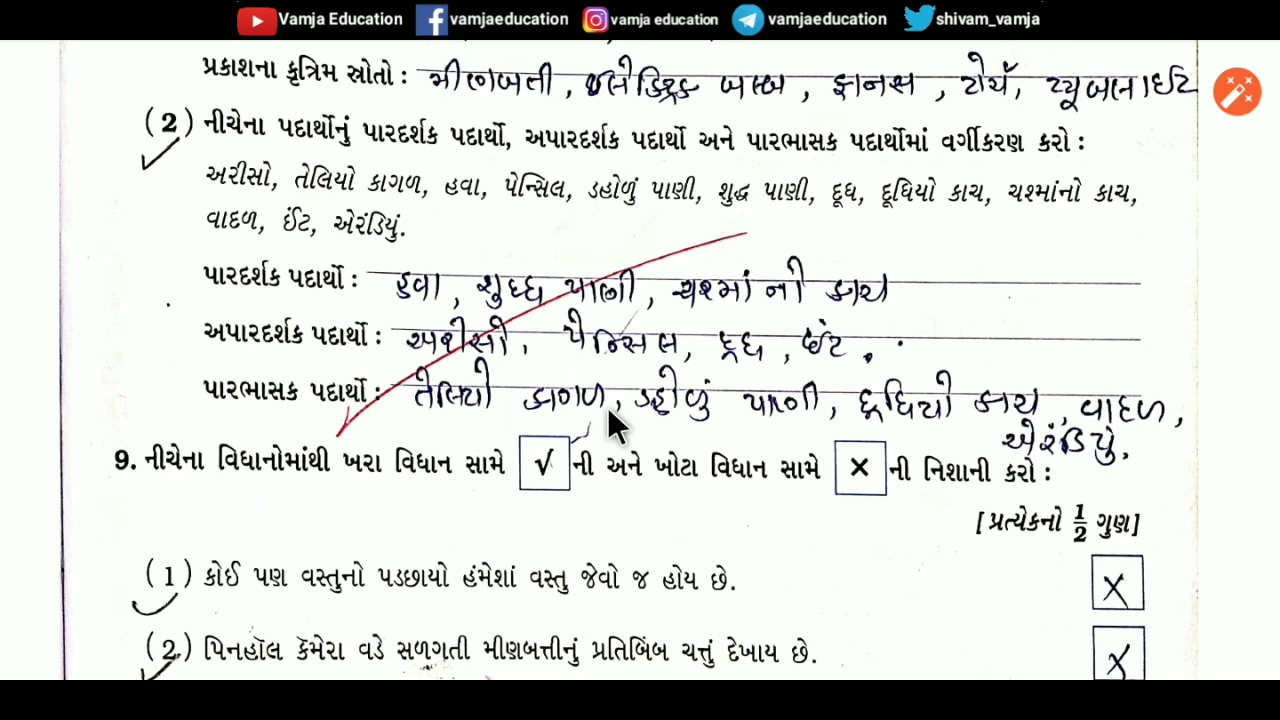 Vamja Education vamjaeducation vamja education vamjaeducation shivam_vamja
પ્રકાશના કૃત્રિમ સ્રોતો : મીણબત્તી, ઇલેક્ટ્રિક બલ્બ, ફાનસ, ટોર્ચ, ટ્યૂબલાઈટ
(2) નીચેના પદાર્થોનું પારદર્શક પદાર્થો, અપારદર્શક પદાર્થો અને પારભાસક પદાર્થોમાં વર્ગીકરણ કરો :
અરીસો, તેલિયો કાગળ, હવા, પેન્સિલ, ડહોળું પાણી, શુદ્ધ પાણી, દૂધ, દૂધિયો કાચ, ચશ્માંનો કાચ,
વાદળ, ઈંટ, એરંડિયું.
પારદર્શક પદાર્થો : હવા, શુધ્ધ પાણી, ચશ્માંનો કાચ
અપારદર્શક પદાર્થો : અરીસો, પેન્સિલ, દૂધ, ઈંટ.
પારભાસક પદાર્થો : તેલિયો કાગળ, ડહોળું પાણી, દૂધિયો કાચ, વાદળ,
એરંડિયું.
9. નીચેના વિધાનોમાંથી ખરા વિધાન સામે √ ની અને ખોટા વિધાન સામે × ની નિશાની કરો :
[પ્રત્યેકનો 1/2 ગુણ]
(1) કોઈ પણ વસ્તુનો પડછાયો હંમેશાં વસ્તુ જેવો જ હોય છે. ×
(2) પિનહૉલ કૅમેરા વડે સળગતી મીણબત્તીનું પ્રતિબિંબ ચત્તું દેખાય છે. ×